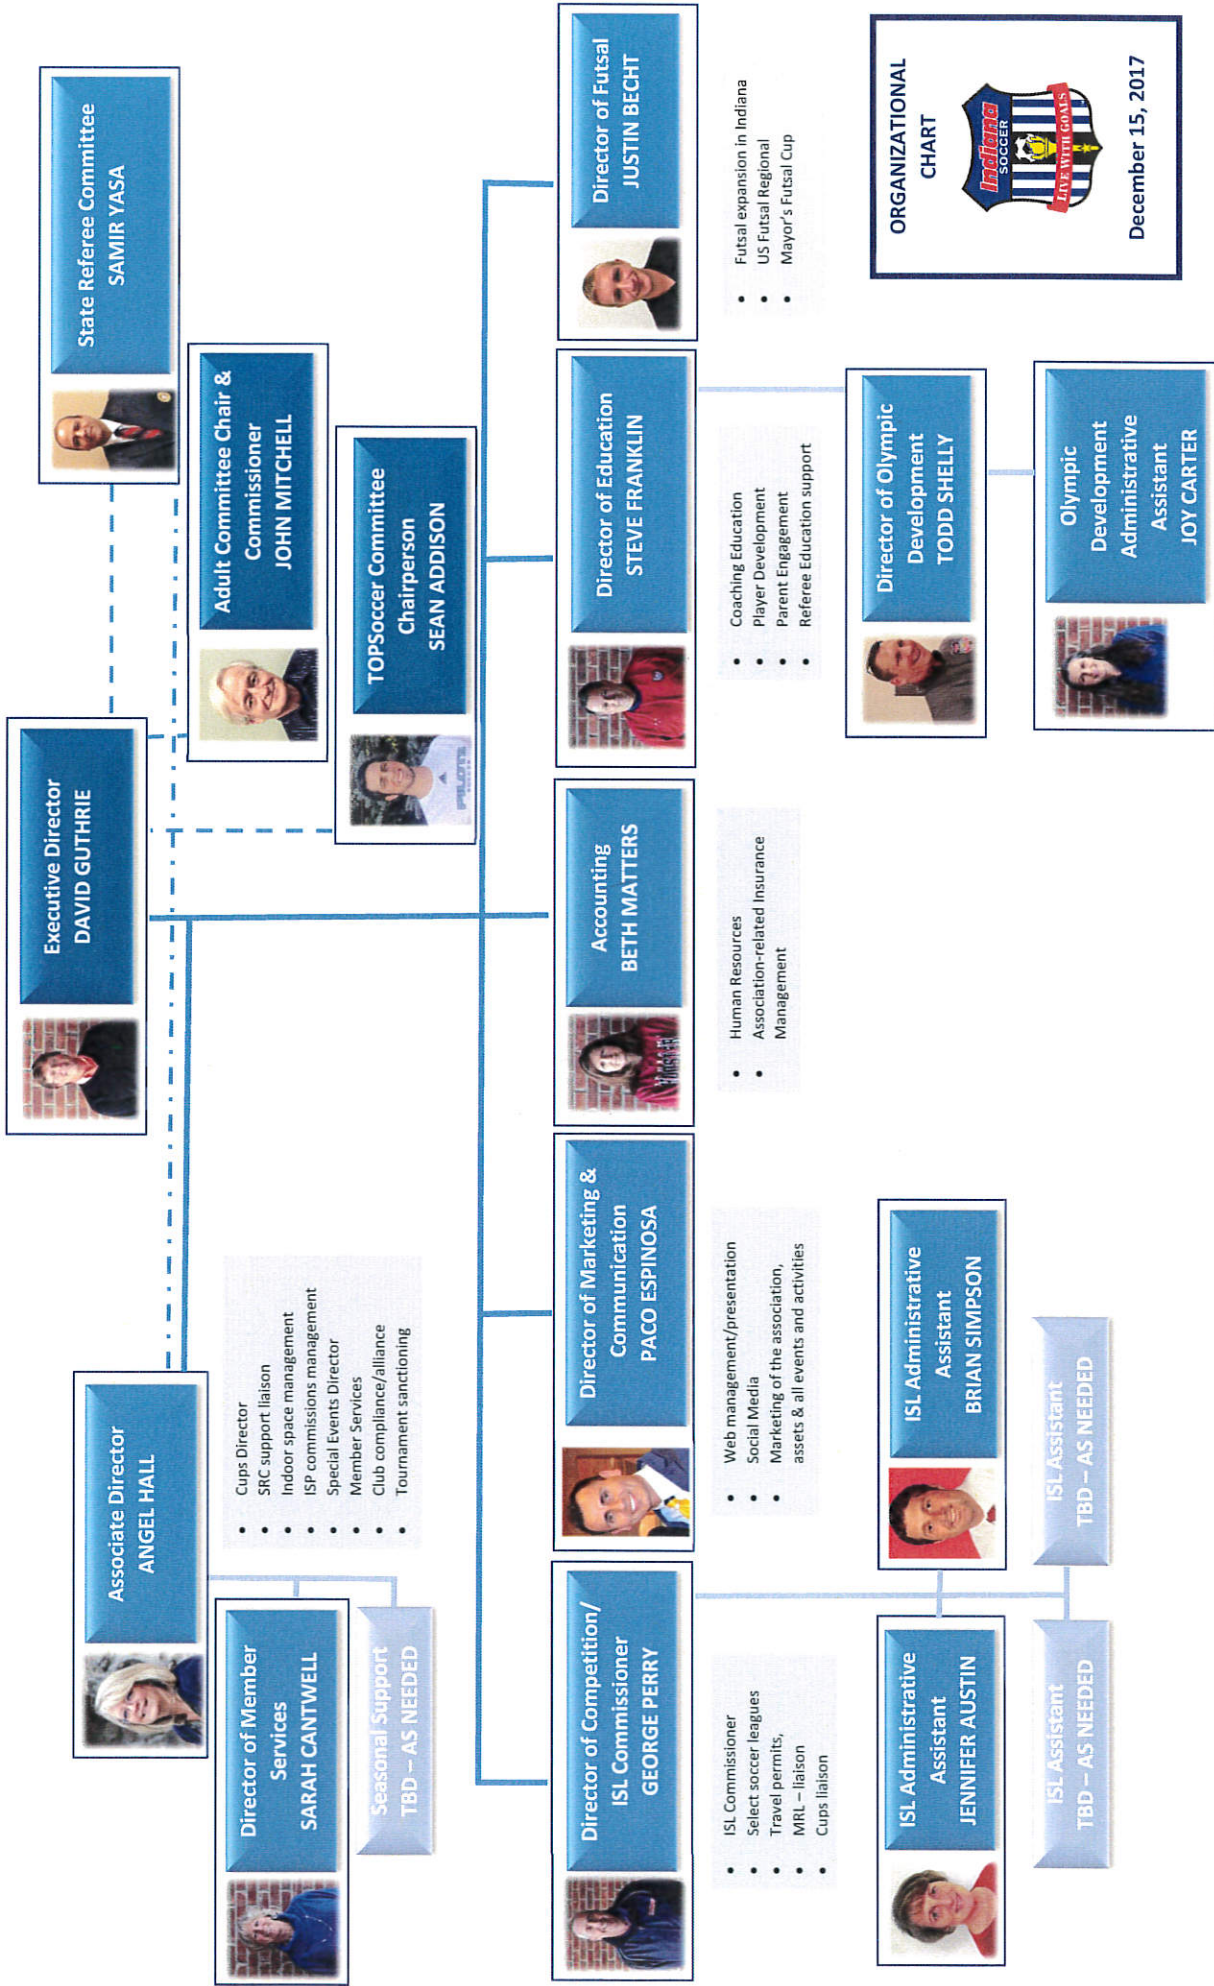 Executive Director
DAVID GUTHRIE
State Referee Committee
SAMIR YASA
Associate Director
ANGEL HALL
Adult Committee Chair &
Commissioner
JOHN MITCHELL
• Cups Director
• SRC support liaison
• Indoor space management
• ISP commissions management
• Special Events Director
• Member Services
• Club compliance/alliance
• Tournament sanctioning
Director of Member
Services
SARAH CANTWELL
TOPSoccer Committee
Chairperson
SEAN ADDISON
PILOTS
Seasonal Support
TBD – AS NEEDED
Director of Competition/
ISL Commissioner
GEORGE PERRY
Director of Marketing &
Communication
PACO ESPINOSA
Accounting
BETH MATTERS
Director of Education
STEVE FRANKLIN
Director of Futsal
JUSTIN BECHT
• ISL Commissioner
• Select soccer leagues
• Travel permits,
• MRL – liaison
• Cups liaison
• Web management/presentation
• Social Media
• Marketing of the association,
assets & all events and activities
• Human Resources
• Association-related Insurance
Management
• Coaching Education
• Player Development
• Parent Engagement
• Referee Education support
• Futsal expansion in Indiana
• US Futsal Regional
• Mayor's Futsal Cup
ISL Administrative
Assistant
JENNIFER AUSTIN
ISL Administrative
Assistant
BRIAN SIMPSON
Director of Olympic
Development
TODD SHELLY
ISL Assistant
TBD – AS NEEDED
ISL Assistant
TBD – AS NEEDED
Olympic
Development
Administrative
Assistant
JOY CARTER
ORGANIZATIONAL
CHART
Indiana
SOCCER
LIVE WITH GOALS
December 15, 2017